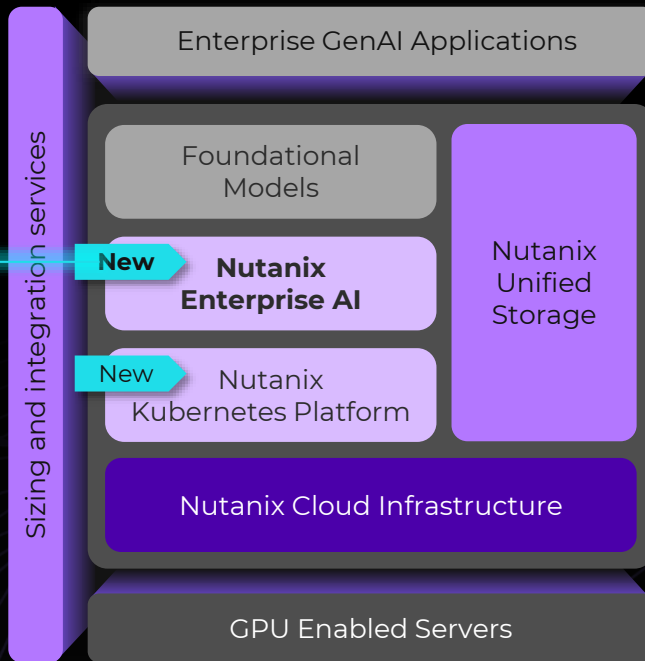 Enterprise GenAI Applications
Sizing and integration services
Foundational
Models
New
Nutanix
Enterprise AI
New
Nutanix
Kubernetes Platform
Nutanix
Unified
Storage
Nutanix Cloud Infrastructure
GPU Enabled Servers